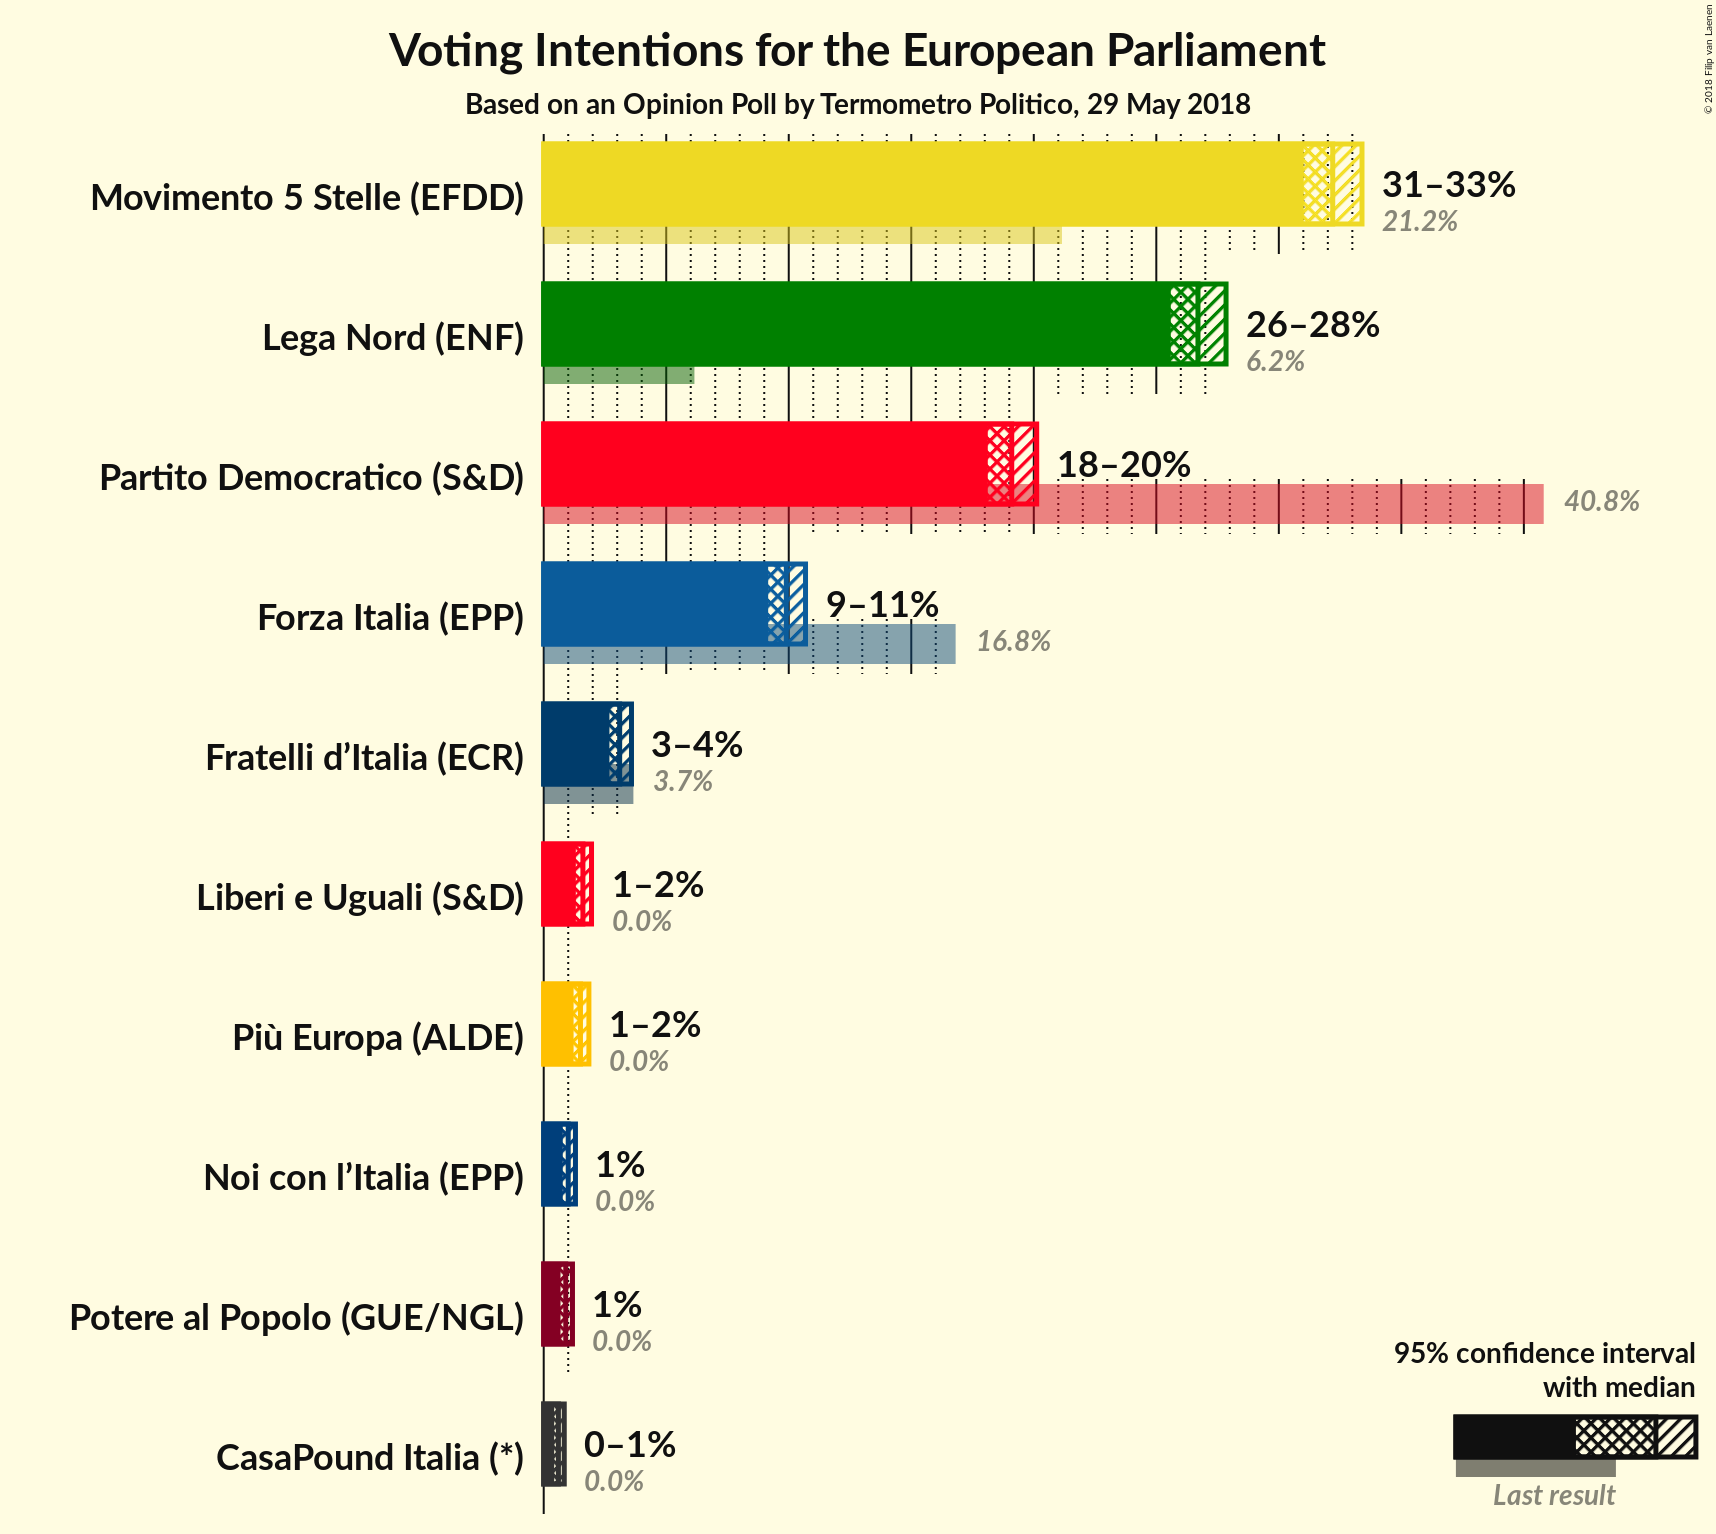 Voting Intentions for the European Parliament
Based on an Opinion Poll by Termometro Politico, 29 May 2018
© 2018 Filip van Laenen
Movimento 5 Stelle (EFDD)
31–33%
21.2%
Lega Nord (ENF)
26–28%
6.2%
Partito Democratico (S&D)
18–20%
40.8%
Forza Italia (EPP)
9–11%
16.8%
Fratelli d’Italia (ECR)
3–4%
3.7%
Liberi e Uguali (S&D)
1–2%
0.0%
Più Europa (ALDE)
1–2%
0.0%
Noi con l’Italia (EPP)
1%
0.0%
Potere al Popolo (GUE/NGL)
1%
0.0%
CasaPound Italia (*)
0–1%
0.0%
95% confidence interval
with median
Last result